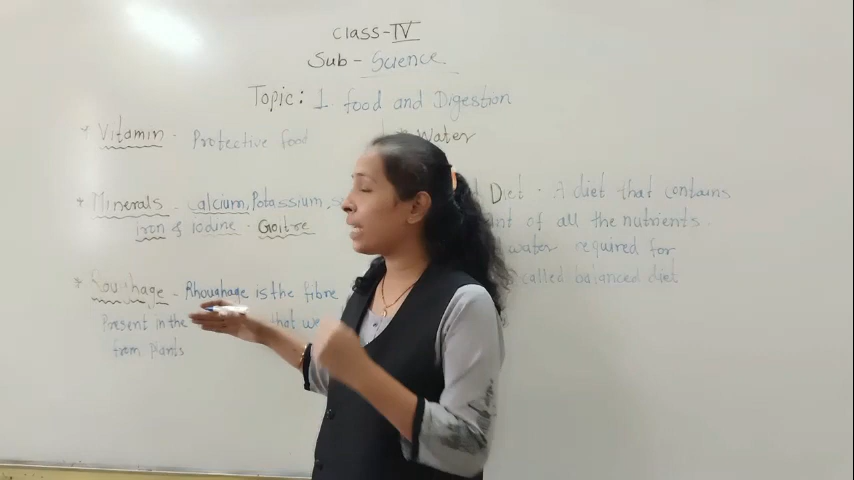 Class-IV
Sub - Science.
Topic: 1. food and Digestion
* Vitamin - Protective food
* Water
* Minerals - Calcium, Potassium,
iron & Iodine - Goitre
* Roughage - Rhoughage is the fibre
Present in the that we
from plants
Diet - A diet that contains
of all the nutrients.
water required for
called balanced diet